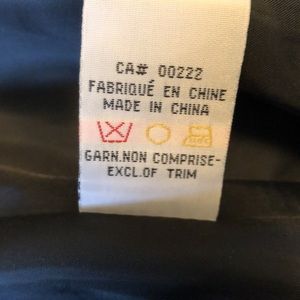 CA# 00222
FABRIQUÉ EN CHINE
MADE IN CHINA
GARN.NON COMPRISE-
EXCL.OF TRIM